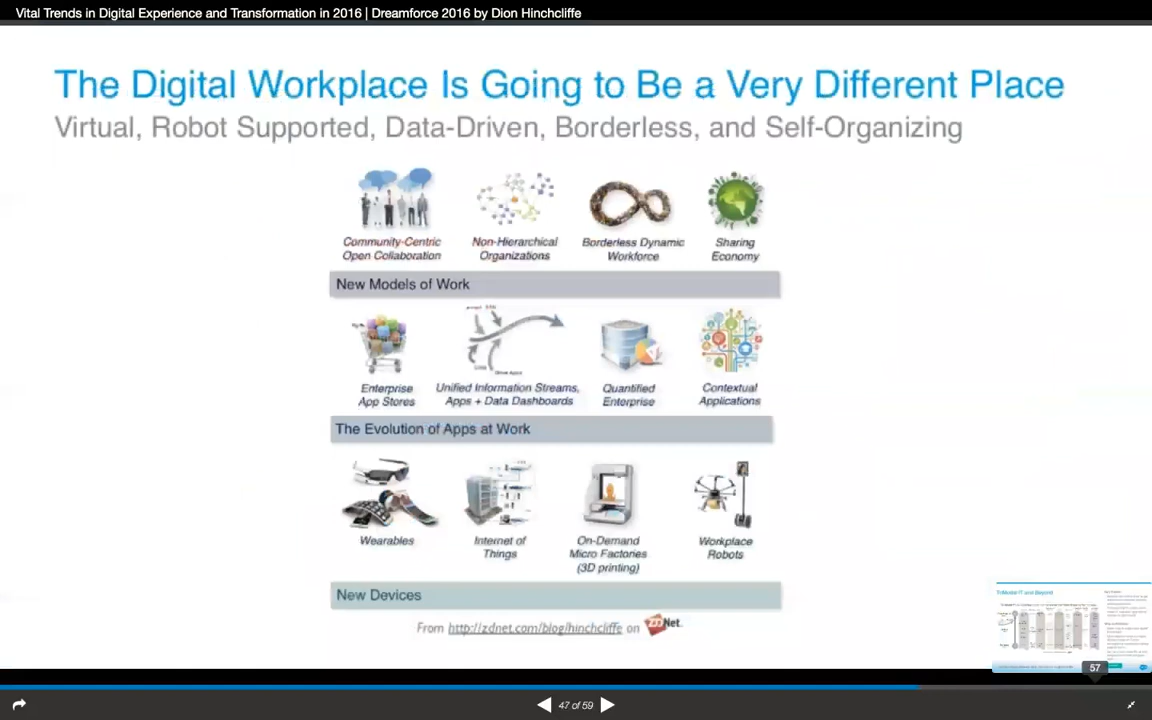 Vital Trends in Digital Experience and Transformation in 2016 | Dreamforce 2016 by Dion Hinchcliffe
The Digital Workplace Is Going to Be a Very Different Place
Virtual, Robot Supported, Data-Driven, Borderless, and Self-Organizing
Community-Centric
Open Collaboration
Non-Hierarchical
Organizations
Borderless Dynamic
Workforce
Sharing
Economy
New Models of Work
Enterprise
App Stores
Unified Information Streams,
Apps + Data Dashboards
Quantified
Enterprise
Contextual
Applications
The Evolution of Apps at Work
Wearables
Internet of
Things
On-Demand
Micro Factories
(3D printing)
Workplace
Robots
New Devices
From http://zdnet.com/blog/hinchcliffe on
ZDNet.
TriModel IT and Beyond
57
47 of 59